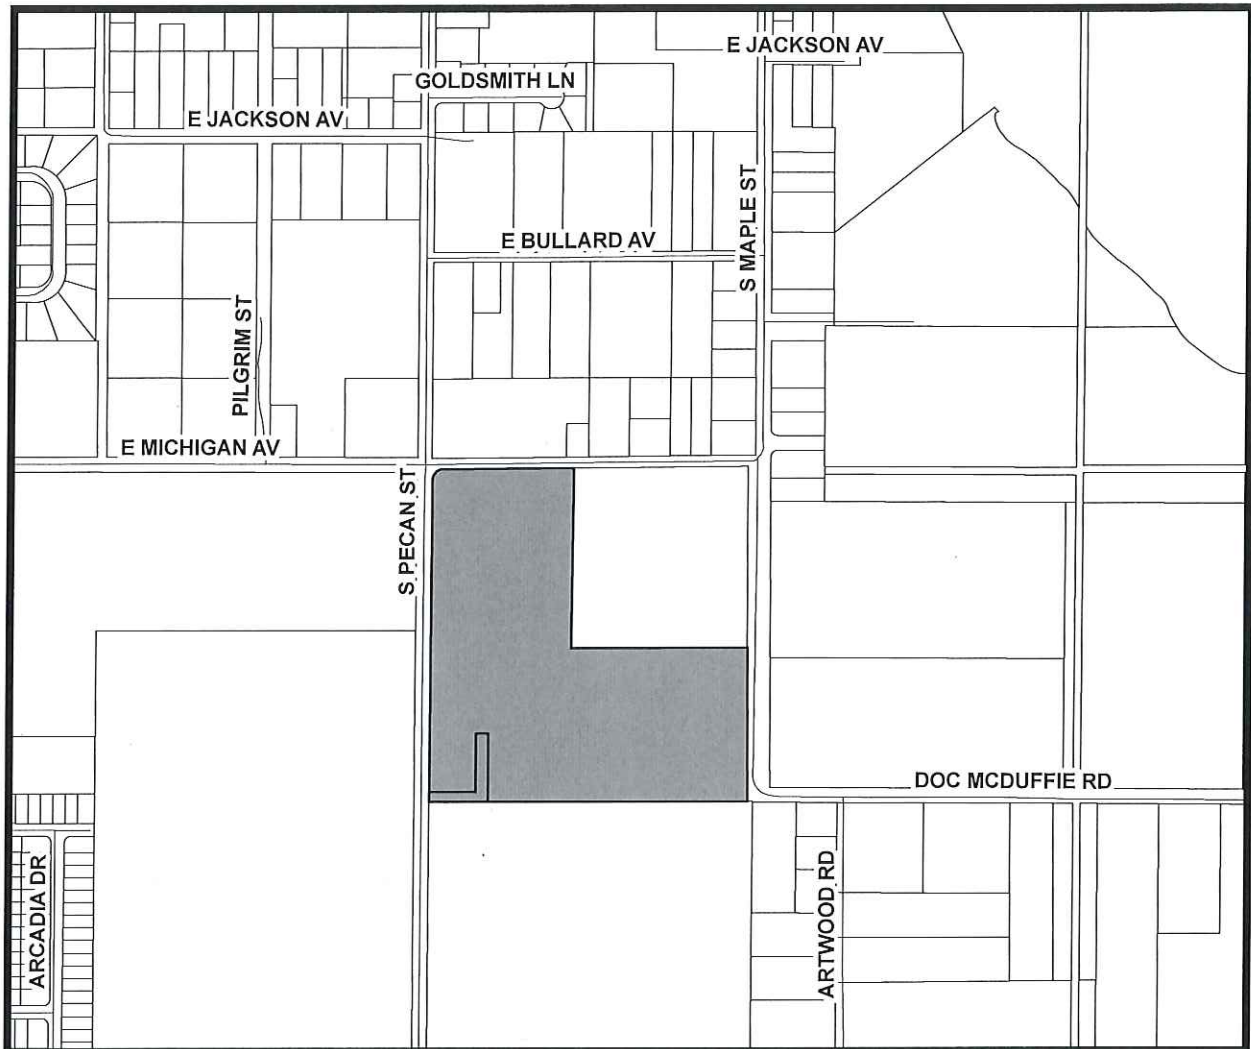 E JACKSON AV
GOLDSMITH LN
E JACKSON AV
S MAPLE ST
E BULLARD AV
PILGRIM ST
E MICHIGAN AV
S PECAN ST
DOC MCDUFFIE RD
ARCADIA DR
ARTWOOD RD